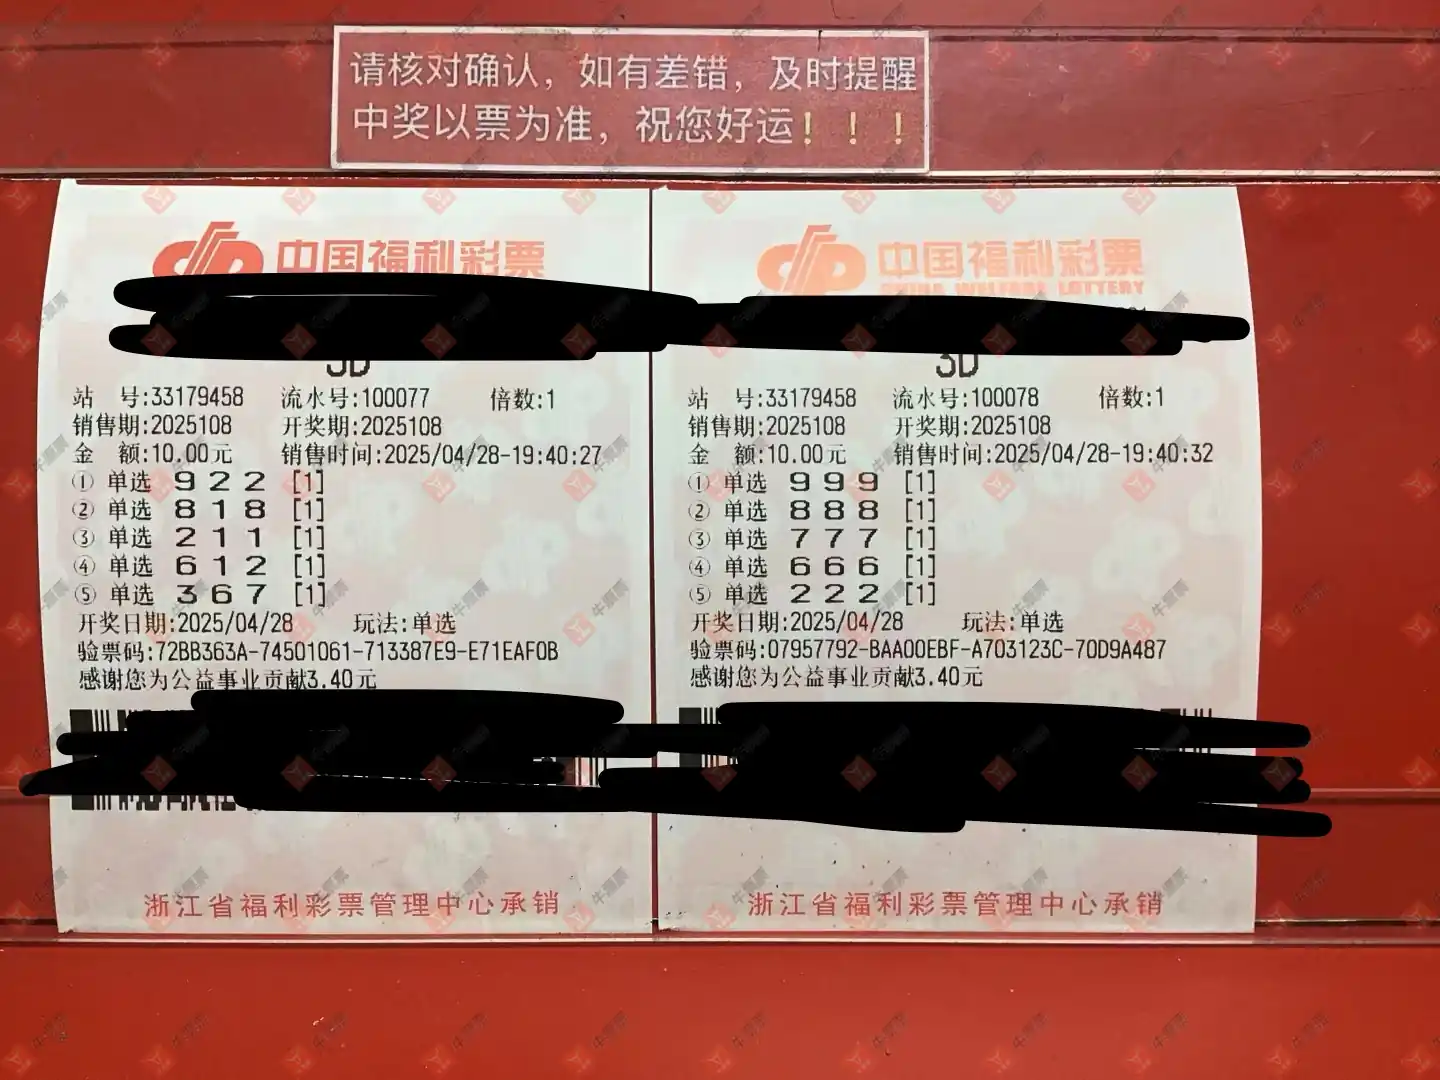 请核对确认，如有差错，及时提醒
中奖以票为准，祝您好运！！！
中国福利彩票
3D
站 号:33179458 流水号:100077 倍数:1
销售期:2025108 开奖期:2025108
金 额:10.00元 销售时间:2025/04/28-19:40:27
① 单选 9 2 2 [1]
② 单选 8 1 8 [1]
③ 单选 2 1 1 [1]
④ 单选 6 1 2 [1]
⑤ 单选 3 6 7 [1]
开奖日期:2025/04/28 玩法:单选
验票码:72BB363A-74501061-713387E9-E71EAF0B
感谢您为公益事业贡献3.40元
浙江省福利彩票管理中心承销
中国福利彩票
CHINA WELFARE LOTTERY
3D
站 号:33179458 流水号:100078 倍数:1
销售期:2025108 开奖期:2025108
金 额:10.00元 销售时间:2025/04/28-19:40:32
① 单选 9 9 9 [1]
② 单选 8 8 8 [1]
③ 单选 7 7 7 [1]
④ 单选 6 6 6 [1]
⑤ 单选 2 2 2 [1]
开奖日期:2025/04/28 玩法:单选
验票码:07957792-BAA00EBF-A703123C-70D9A487
感谢您为公益事业贡献3.40元
浙江省福利彩票管理中心承销